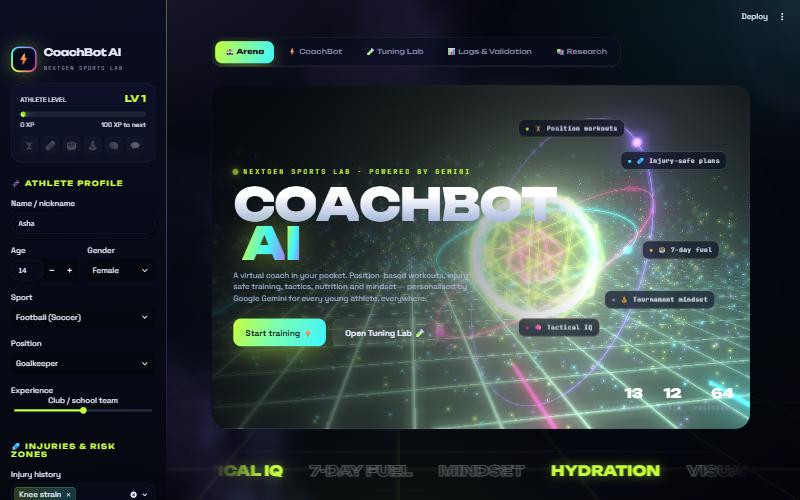 Deploy
CoachBot AI
NEXTGEN SPORTS LAB
ATHLETE LEVEL
LV 1
0 XP
100 XP to next
ATHLETE PROFILE
Name / nickname
Asha
Age
Gender
14
Female
Sport
Football (Soccer)
Position
Goalkeeper
Experience
Club / school team
INJURIES & RISK
ZONES
Injury history
Knee strain
Arena
CoachBot
Tuning Lab
Logs & Validation
Research
NEXTGEN SPORTS LAB · POWERED BY GEMINI
COACHBOT
AI
A virtual coach in your pocket. Position-based workouts, injury-
safe training, tactics, nutrition and mindset — personalised by
Google Gemini for every young athlete, everywhere.
Start training
Open Tuning Lab
Position workouts
Injury-safe plans
7-day fuel
Tournament mindset
Tactical IQ
13 12 64
ICAL IQ 7-DAY FUEL MINDSET HYDRATION VISUA